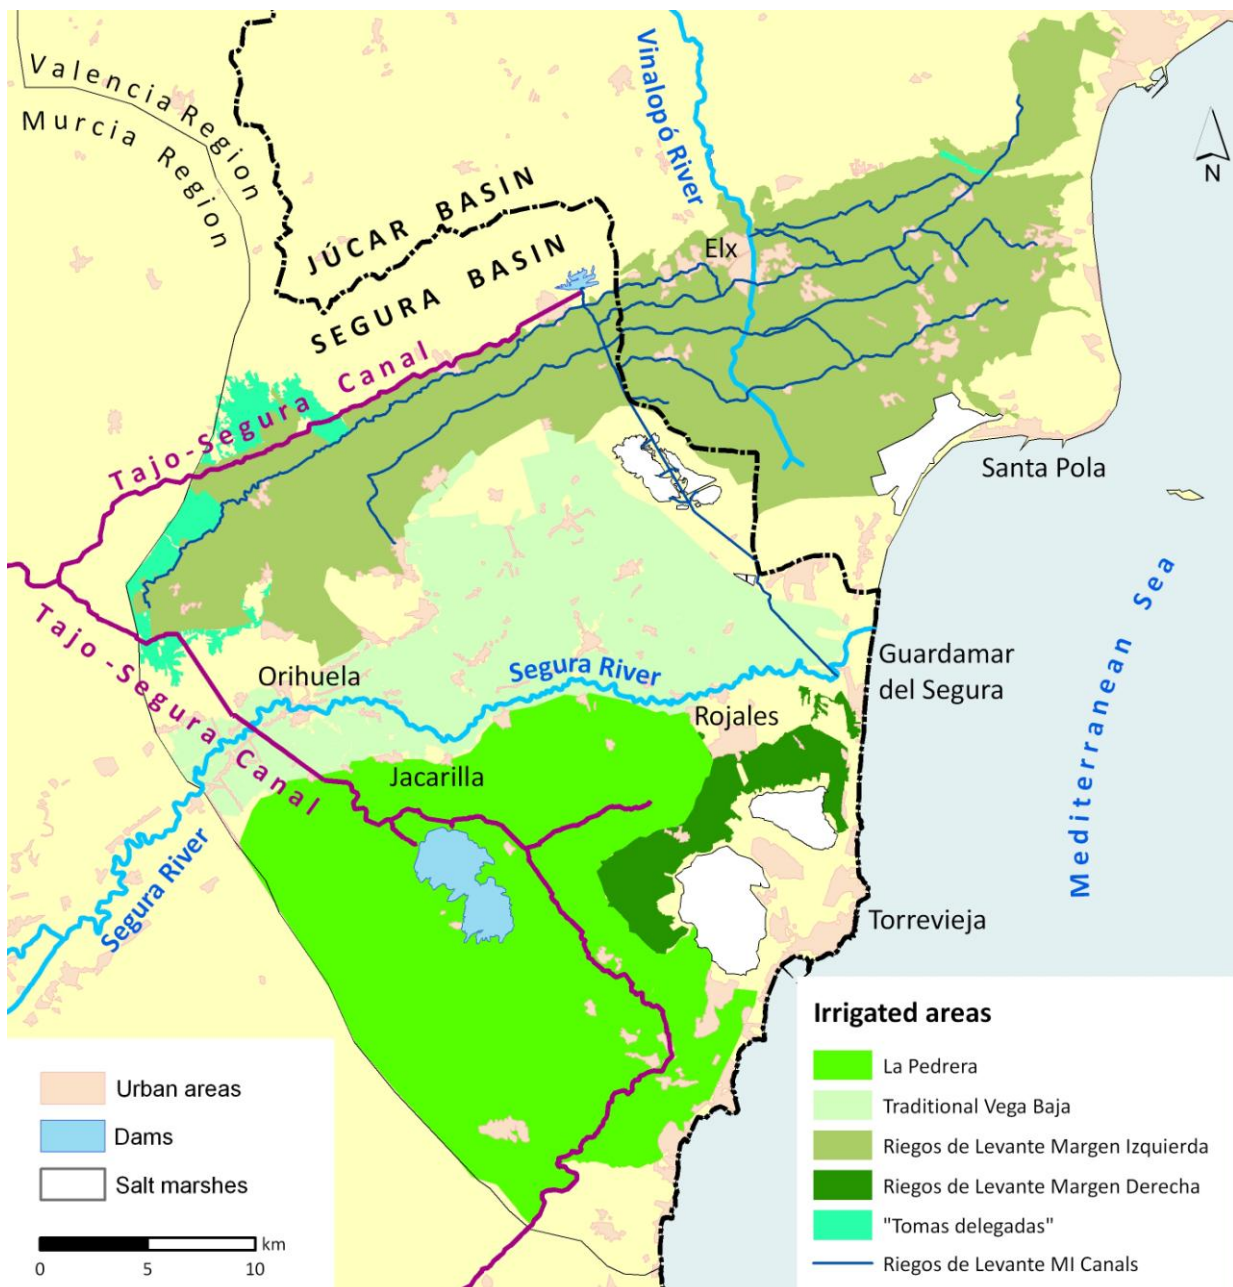 Valencia Region
Murcia Region
Vinalopó River
N
JÚCAR BASIN
SEGURA BASIN
Elx
Tajo-Segura Canal
Santa Pola
Mediterranean Sea
Tajo-Segura Canal
Orihuela
Segura River
Guardamar
del Segura
Rojales
Jacarilla
Segura River
Torrevieja
Urban areas
Dams
Salt marshes
km
0 5 10
Irrigated areas
La Pedrera
Traditional Vega Baja
Riegos de Levante Margen Izquierda
Riegos de Levante Margen Derecha
"Tomas delegadas"
Riegos de Levante MI Canals